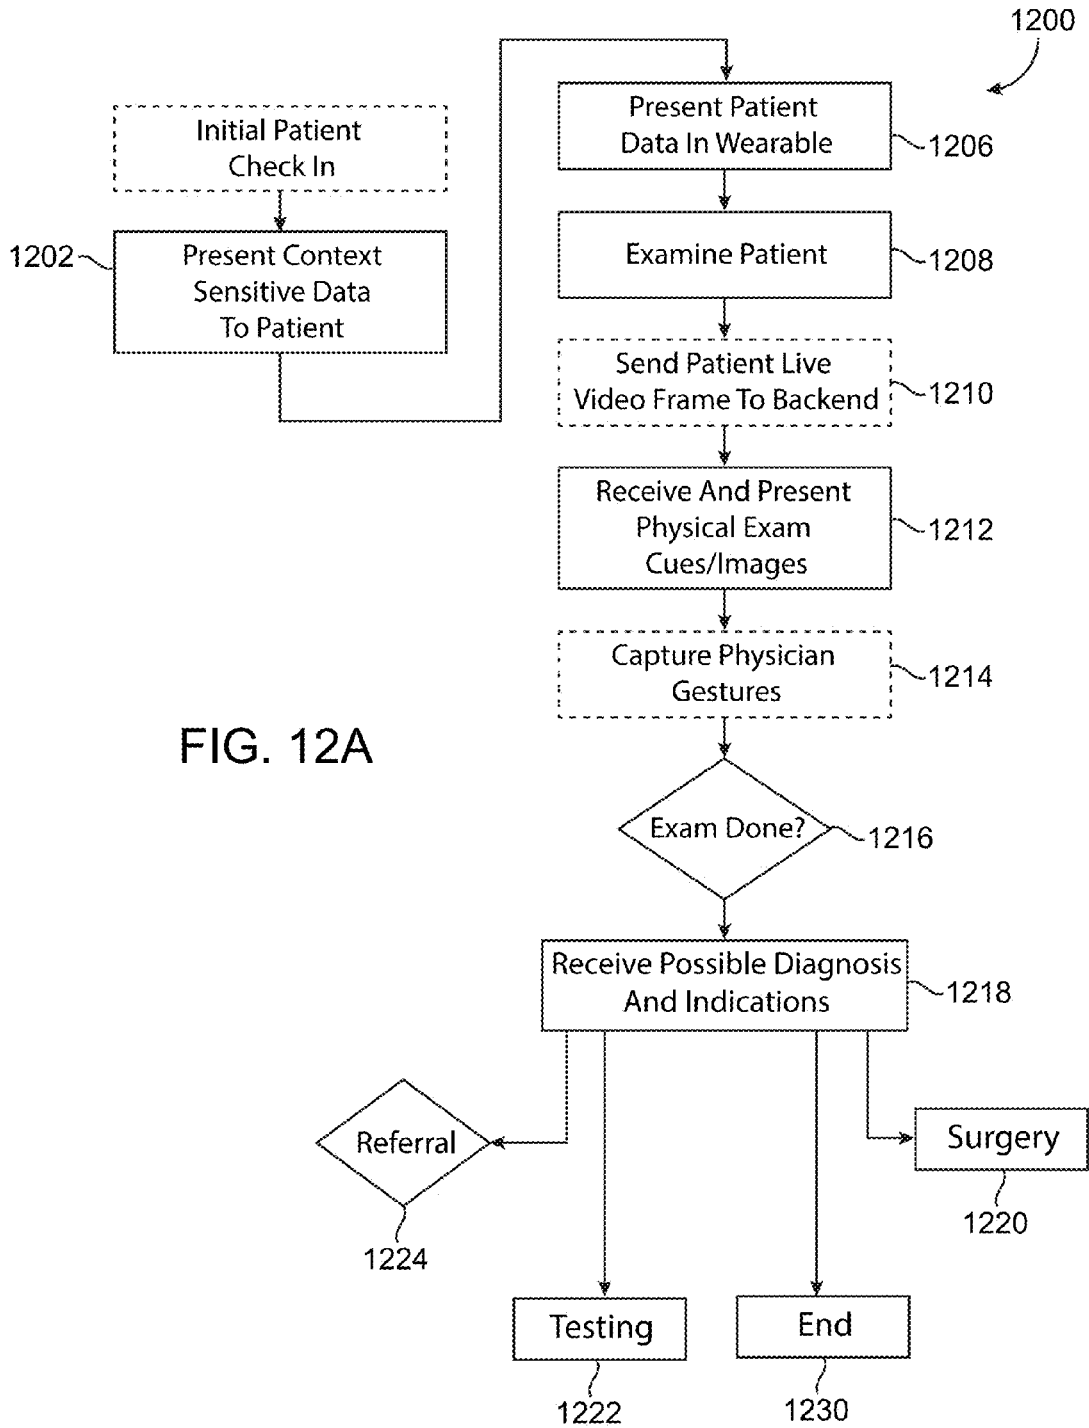 1200
Initial Patient
Check In
1202
Present Context
Sensitive Data
To Patient
Present Patient
Data In Wearable
1206
Examine Patient
1208
Send Patient Live
Video Frame To Backend
1210
Receive And Present
Physical Exam
Cues/Images
1212
Capture Physician
Gestures
1214
FIG. 12A
Exam Done?
1216
Receive Possible Diagnosis
And Indications
1218
Referral
1224
Surgery
1220
Testing
1222
End
1230